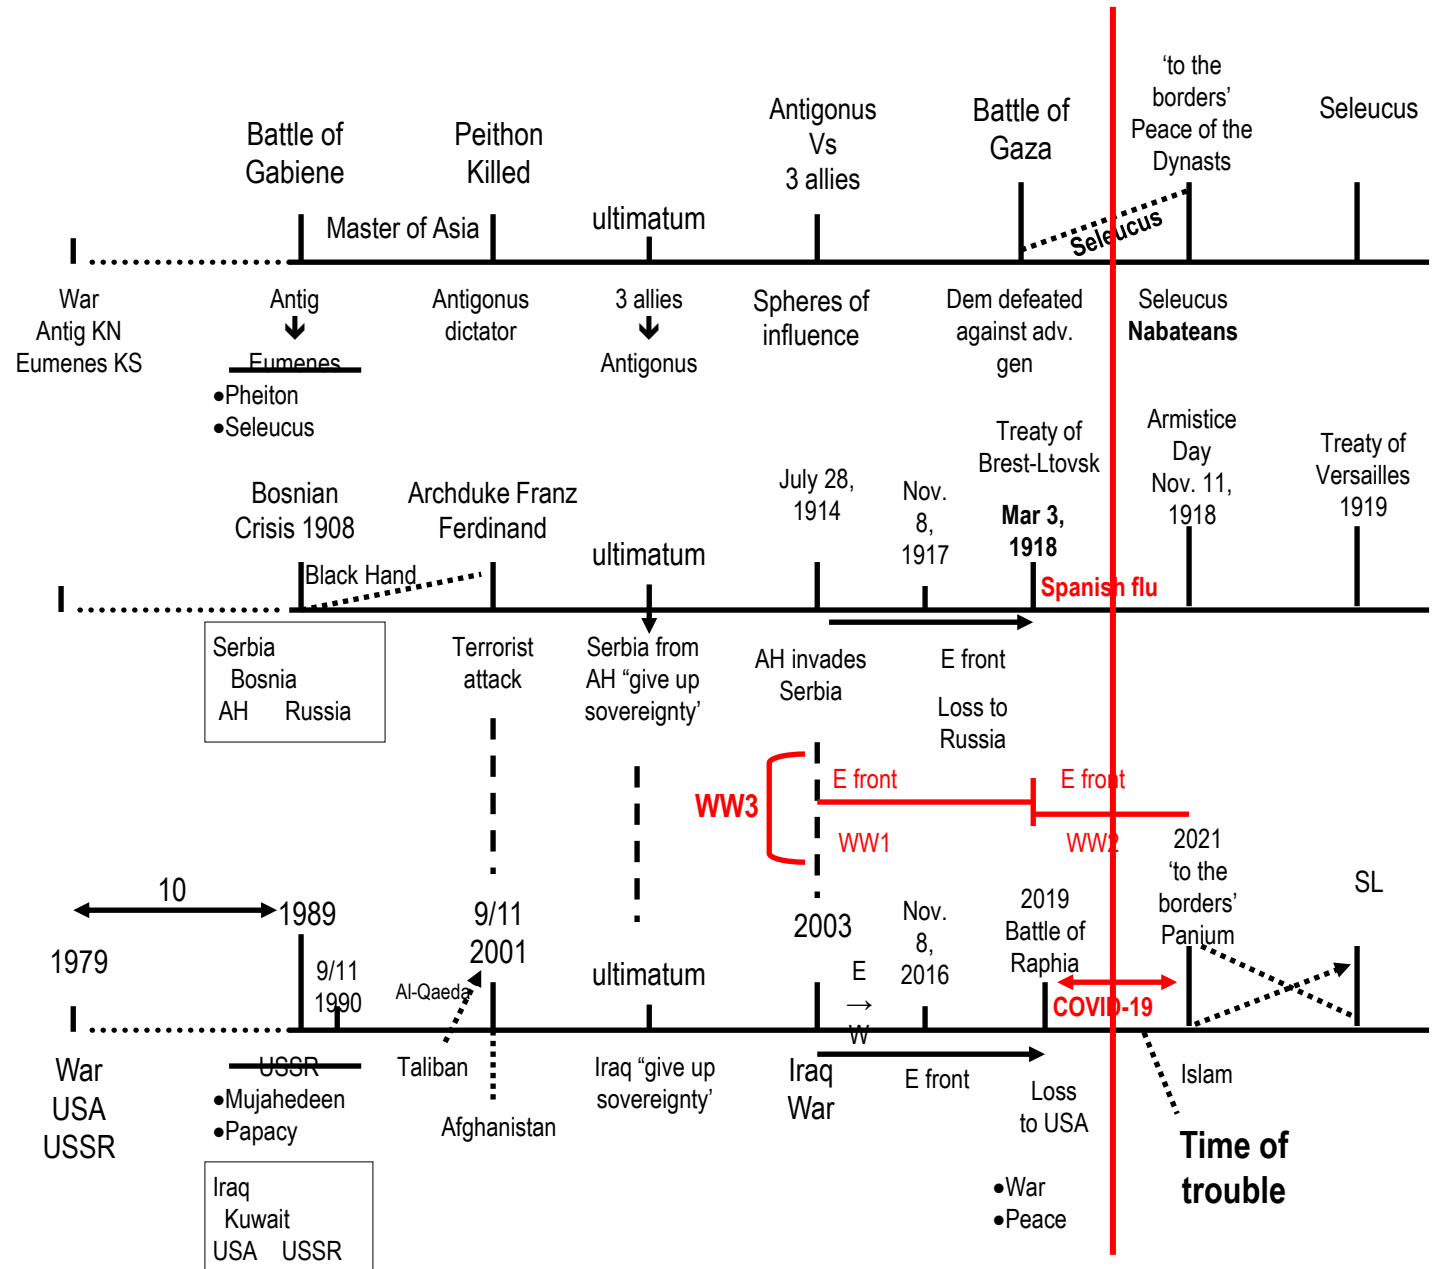 ‘to the
borders’
Peace of the
Dynasts
Seleucus
Antigonus
Vs
3 allies
Battle of
Gaza
Battle of
Gabiene
Peithon
Killed
Master of Asia
ultimatum
Seleucus
War
Antig KN
Eumenes KS
Antig
Eumenes
•Pheiton
•Seleucus
Antigonus
dictator
3 allies
Antigonus
Spheres of
influence
Dem defeated
against adv.
gen
Seleucus
Nabateans
Bosnian
Crisis 1908
Archduke Franz
Ferdinand
Black Hand
ultimatum
July 28,
1914
Nov.
8,
1917
Treaty of
Brest-Ltovsk
Mar 3,
1918
Spanish flu
Armistice
Day
Nov. 11,
1918
Treaty of
Versailles
1919
Serbia
Bosnia
AH Russia
Terrorist
attack
Serbia from
AH “give up
sovereignty’
AH invades
Serbia
E front
Loss to
Russia
WW3
E front
WW1
E front
WW2
10
1979
1989
9/11
1990
Al-Qaeda
9/11
2001
ultimatum
2003
E
→
W
Nov.
8,
2016
2019
Battle of
Raphia
COVID-19
2021
‘to the
borders’
Panium
SL
War
USA
USSR
USSR
•Mujahedeen
•Papacy
Iraq
Kuwait
USA USSR
Taliban
Afghanistan
Iraq “give up
sovereignty’
Iraq
War
E front
Loss
to USA
•War
•Peace
Islam
Time of
trouble